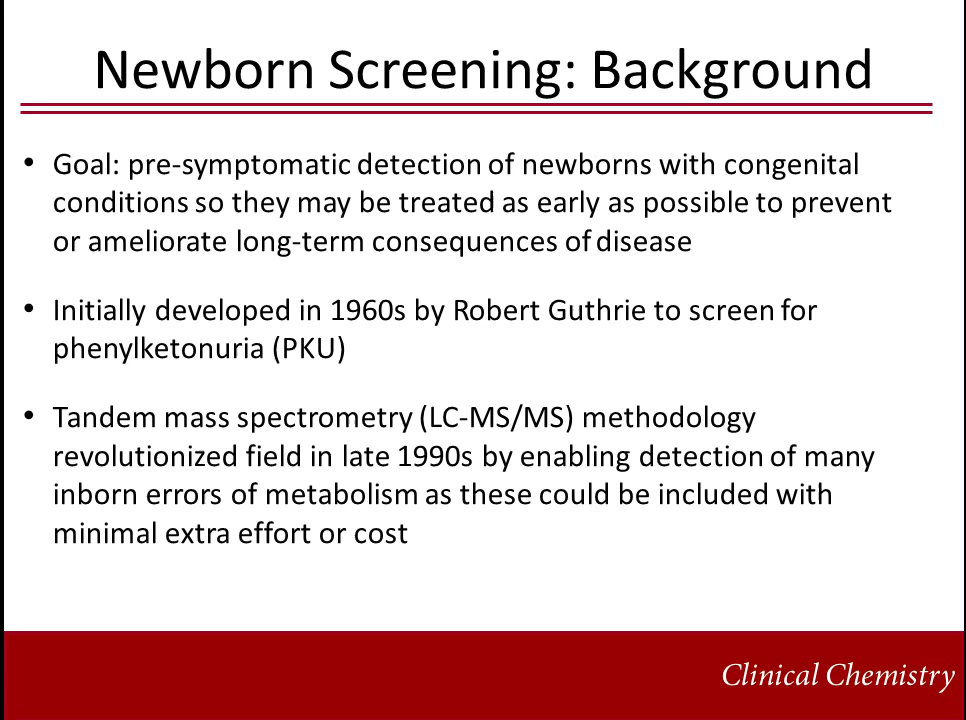 Newborn Screening: Background
• Goal: pre-symptomatic detection of newborns with congenital
conditions so they may be treated as early as possible to prevent
or ameliorate long-term consequences of disease
• Initially developed in 1960s by Robert Guthrie to screen for
phenylketonuria (PKU)
• Tandem mass spectrometry (LC-MS/MS) methodology
revolutionized field in late 1990s by enabling detection of many
inborn errors of metabolism as these could be included with
minimal extra effort or cost
Clinical Chemistry